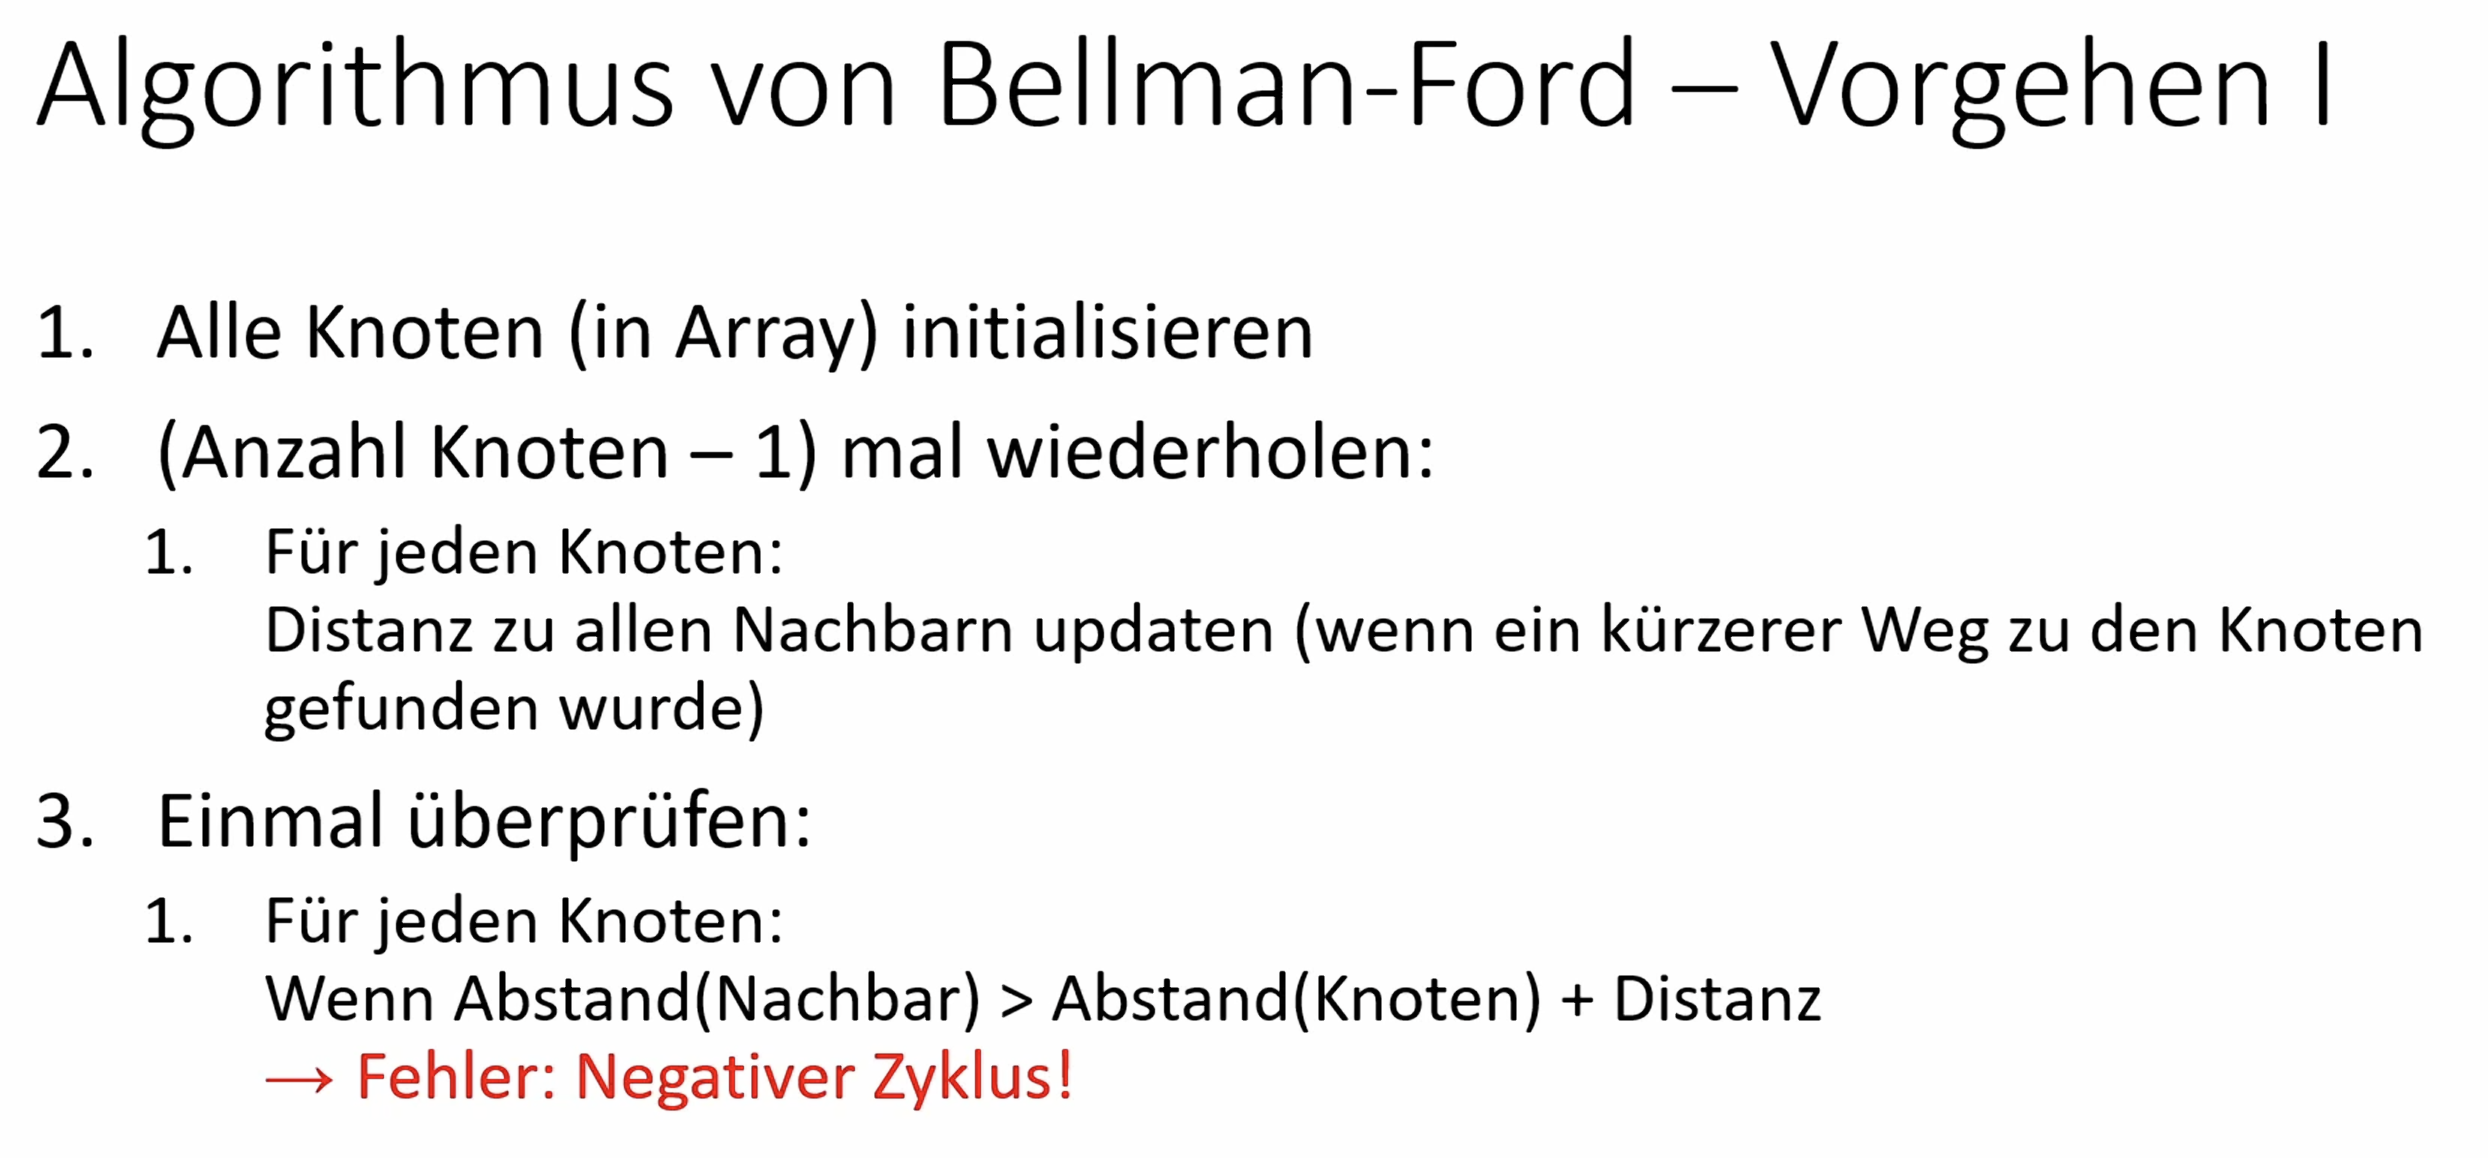 Algorithmus von Bellman-Ford – Vorgehen I
1. Alle Knoten (in Array) initialisieren
2. (Anzahl Knoten – 1) mal wiederholen:
1. Für jeden Knoten:
Distanz zu allen Nachbarn updaten (wenn ein kürzerer Weg zu den Knoten
gefunden wurde)
3. Einmal überprüfen:
1. Für jeden Knoten:
Wenn Abstand(Nachbar) > Abstand(Knoten) + Distanz
→ Fehler: Negativer Zyklus!